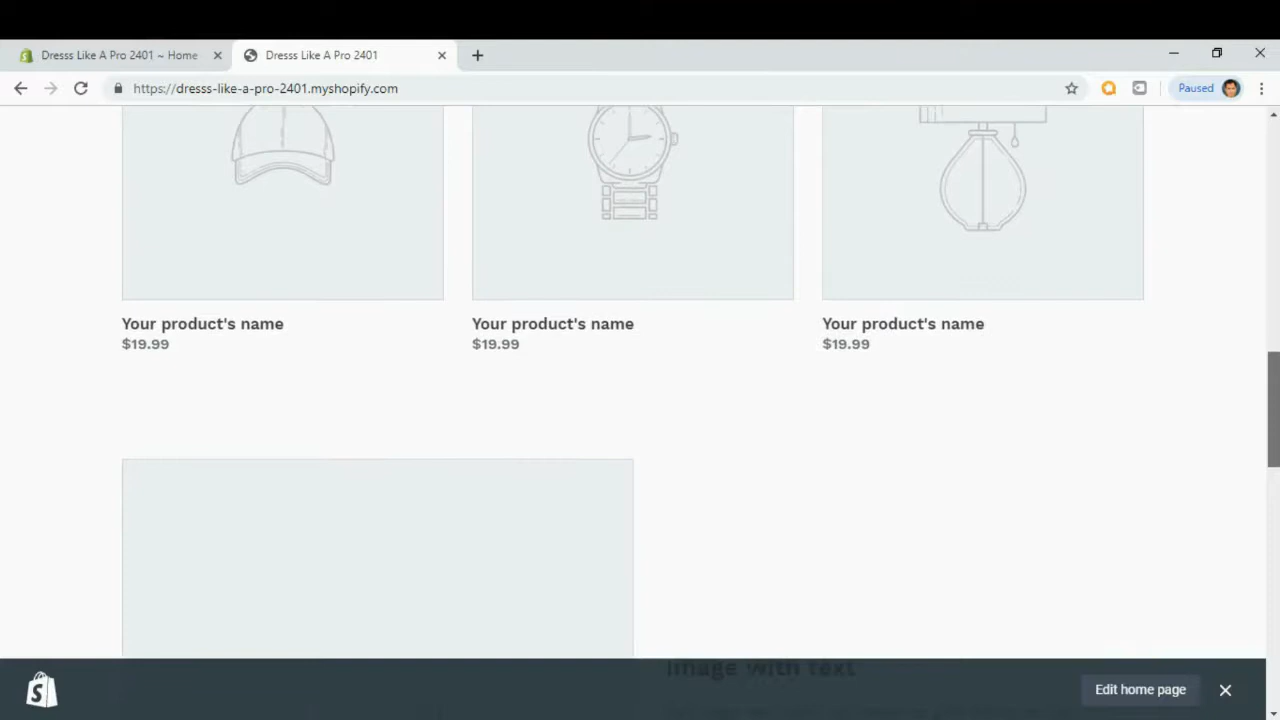 Dresss Like A Pro 2401 ~ Home
Dresss Like A Pro 2401
https://dresss-like-a-pro-2401.myshopify.com
Paused
Your product's name
$19.99
Your product's name
$19.99
Your product's name
$19.99
Image with text
Edit home page